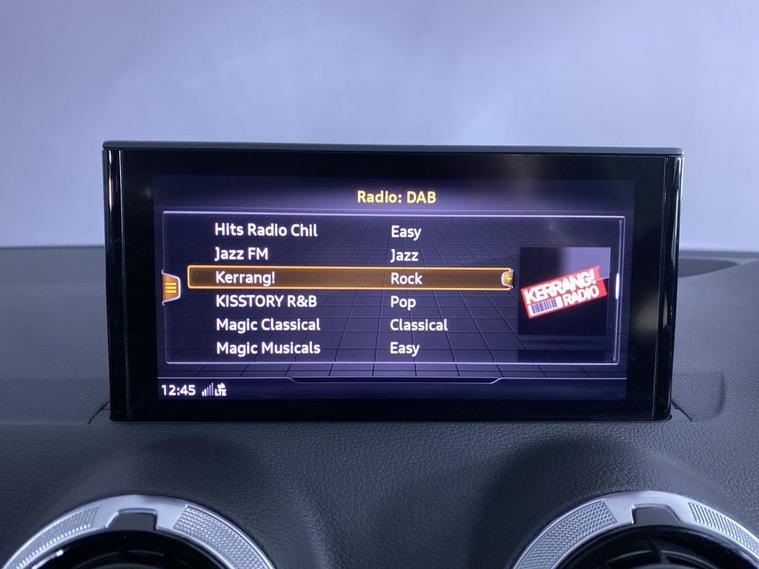 Radio: DAB
Hits Radio Chil Easy
Jazz FM Jazz
Kerrang! Rock
KISSTORY R&B Pop
Magic Classical Classical
Magic Musicals Easy
KERRANG!
RADIO
12:45 LTE